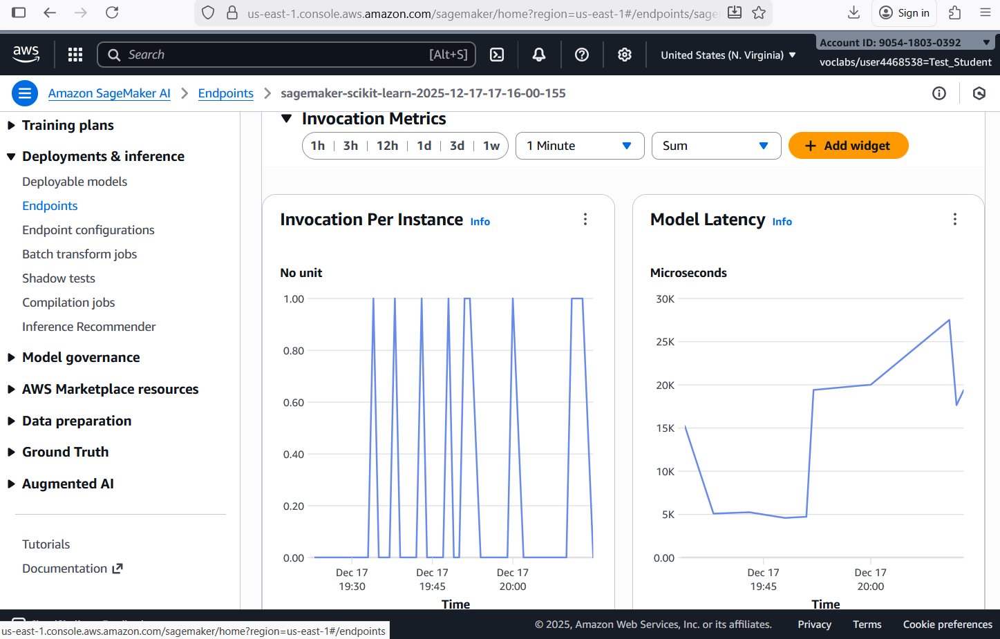 us-east-1.console.aws.amazon.com/sagemaker/home?region=us-east-1#/endpoints/sage
Sign in
aws
Search
[Alt+S]
United States (N. Virginia)
Account ID: 9054-1803-0392
voclabs/user4468538=Test_Student
Amazon SageMaker AI
Endpoints
sagemaker-scikit-learn-2025-12-17-17-16-00-155
Training plans
Deployments & inference
Deployable models
Endpoints
Endpoint configurations
Batch transform jobs
Shadow tests
Compilation jobs
Inference Recommender
Model governance
AWS Marketplace resources
Data preparation
Ground Truth
Augmented AI
Tutorials
Documentation
Invocation Metrics
1h 3h 12h 1d 3d 1w
1 Minute
Sum
+ Add widget
Invocation Per Instance Info
No unit
1.00
0.80
0.60
0.40
0.20
0.00
Dec 17 19:30
Dec 17 19:45
Dec 17 20:00
Time
Model Latency Info
Microseconds
30K
25K
20K
15K
10K
5K
0.00
Dec 17 19:45
Dec 17 20:00
Time
us-east-1.console.aws.amazon.com/sagemaker/home?region=us-east-1#/endpoints
© 2025, Amazon Web Services, Inc. or its affiliates.
Privacy
Terms
Cookie preferences